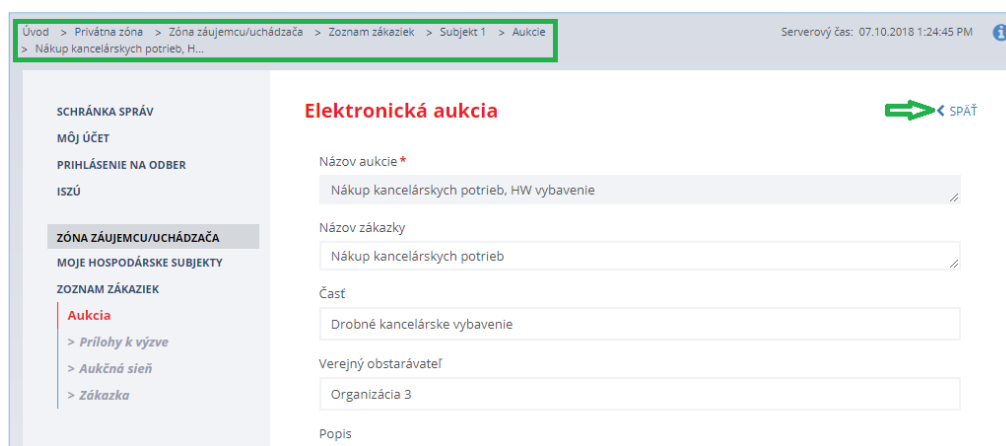 Úvod > Privátna zóna > Zóna záujemcu/uchádzača > Zoznam zákaziek > Subjekt 1 > Aukcie
> Nákup kancelárskych potrieb, H...
Serverový čas: 07.10.2018 1:24:45 PM
SCHRÁNKA SPRÁV
MÔJ ÚČET
PRIHLÁSENIE NA ODBER
ISZÚ
ZÓNA ZÁUJEMCU/UCHÁDZAČA
MOJE HOSPODÁRSKE SUBJEKTY
ZOZNAM ZÁKAZIEK
Aukcia
> Prílohy k výzve
> Aukčná sieň
> Zákazka
Elektronická aukcia
SPÄŤ
Názov aukcie *
Nákup kancelárskych potrieb, HW vybavenie
Názov zákazky
Nákup kancelárskych potrieb
Časť
Drobné kancelárske vybavenie
Verejný obstarávateľ
Organizácia 3
Popis